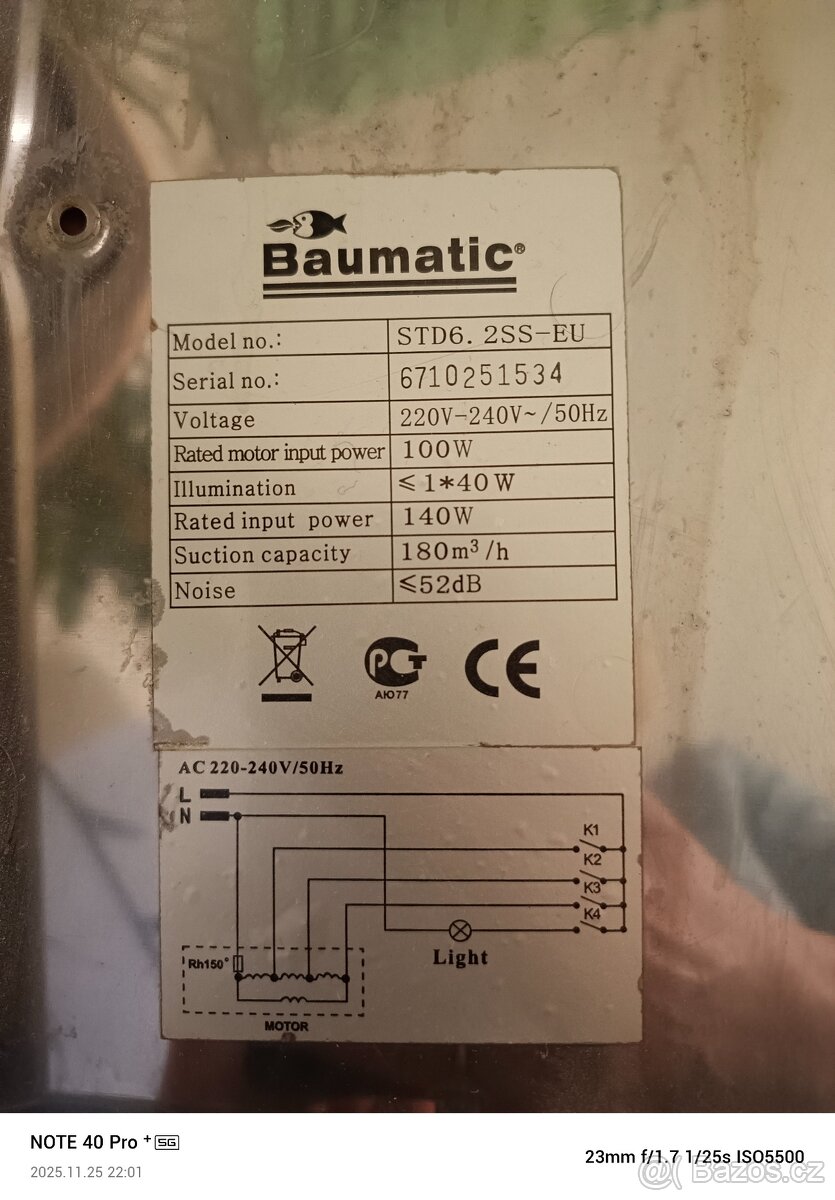 Baumatic®
Model no.: STD6. 2SS-EU
Serial no.: 6710251534
Voltage 220V-240V~/50Hz
Rated motor input power 100W
Illumination ≤1*40W
Rated input power 140W
Suction capacity 180m³/h
Noise ≤52dB
РСТ
АЮ77
CE
AC 220-240V/50Hz
L
N
K1
K2
K3
K4
Light
Rh150°
MOTOR
NOTE 40 Pro+ 5G
2025.11.25 22:01
23mm f/1.7 1/25s ISO5500
@( Bazos.cz